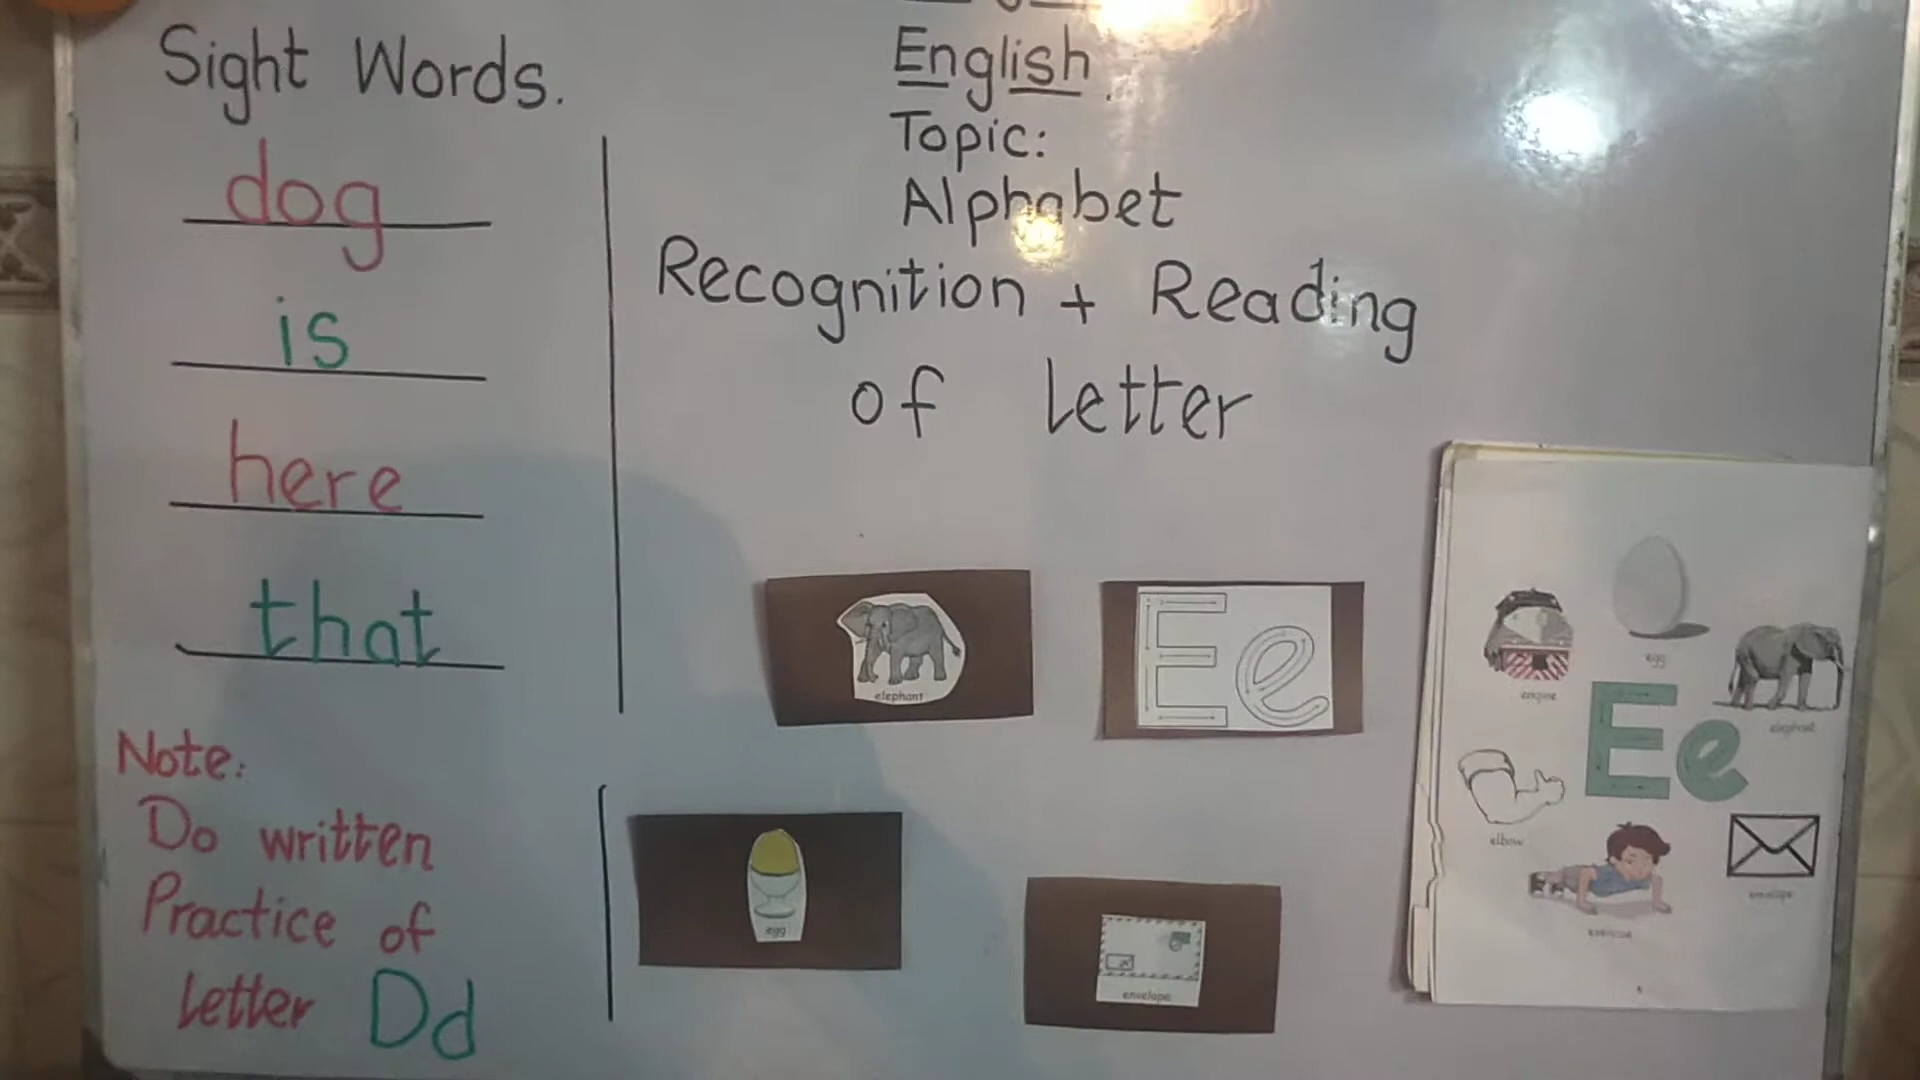 Sight Words.
dog
is
here
that
Note:
Do written
Practice of
letter Dd
English.
Topic:
Alphabet
Recognition + Reading
of letter
elephant
Ee
egg
envelope
egg
engine
elephant
Ee
elbow
envelope
exercise